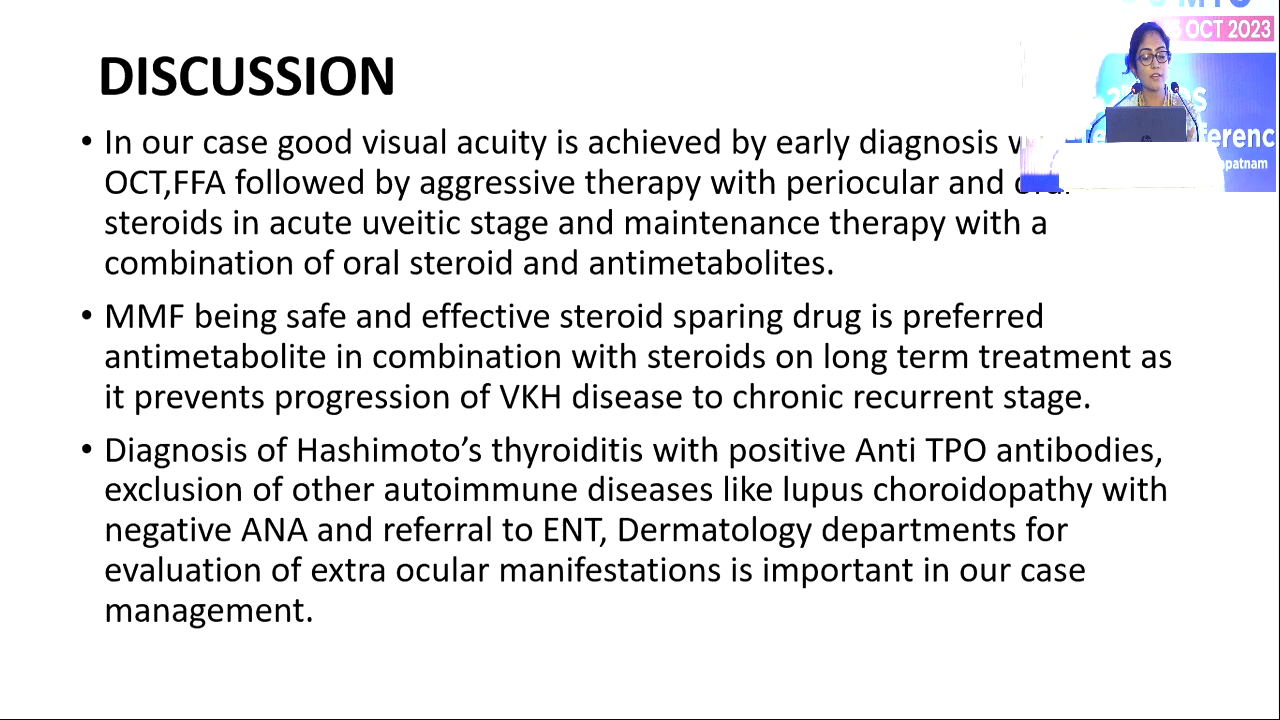 OCT 2023
DISCUSSION
• In our case good visual acuity is achieved by early diagnosis
OCT,FFA followed by aggressive therapy with periocular and
steroids in acute uveitic stage and maintenance therapy with a
combination of oral steroid and antimetabolites.
• MMF being safe and effective steroid sparing drug is preferred
antimetabolite in combination with steroids on long term treatment as
it prevents progression of VKH disease to chronic recurrent stage.
• Diagnosis of Hashimoto’s thyroiditis with positive Anti TPO antibodies,
exclusion of other autoimmune diseases like lupus choroidopathy with
negative ANA and referral to ENT, Dermatology departments for
evaluation of extra ocular manifestations is important in our case
management.